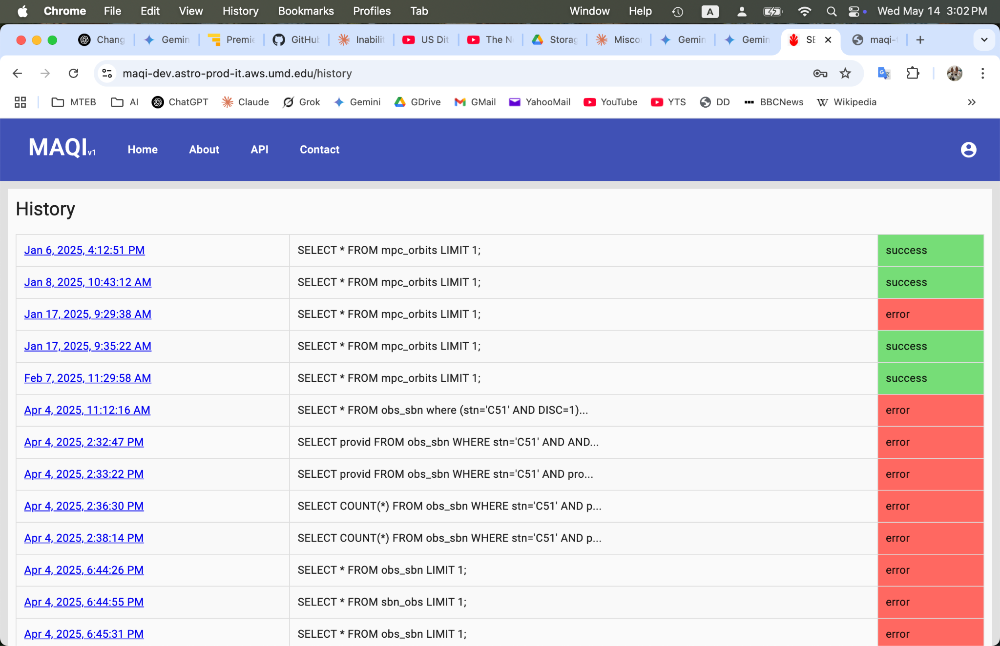 Chrome File Edit View History Bookmarks Profiles Tab Window Help A Wed May 14 3:02 PM
Chang Gemin Premie GitHub Inabilit US Dit The N Storag Misco Gemin Gemin SB maqi-
maqi-dev.astro-prod-it.aws.umd.edu/history
MTEB AI ChatGPT Claude Grok Gemini GDrive GMail YahooMail YouTube YTS DD BBCNews Wikipedia
MAQI v1 Home About API Contact
History
Jan 6, 2025, 4:12:51 PM SELECT * FROM mpc_orbits LIMIT 1; success
Jan 8, 2025, 10:43:12 AM SELECT * FROM mpc_orbits LIMIT 1; success
Jan 17, 2025, 9:29:38 AM SELECT * FROM mpc_orbits LIMIT 1; error
Jan 17, 2025, 9:35:22 AM SELECT * FROM mpc_orbits LIMIT 1; success
Feb 7, 2025, 11:29:58 AM SELECT * FROM mpc_orbits LIMIT 1; success
Apr 4, 2025, 11:12:16 AM SELECT * FROM obs_sbn where (stn='C51' AND DISC=1)... error
Apr 4, 2025, 2:32:47 PM SELECT provid FROM obs_sbn WHERE stn='C51' AND AND... error
Apr 4, 2025, 2:33:22 PM SELECT provid FROM obs_sbn WHERE stn='C51' AND pro... error
Apr 4, 2025, 2:36:30 PM SELECT COUNT(*) FROM obs_sbn WHERE stn='C51' AND p... error
Apr 4, 2025, 2:38:14 PM SELECT COUNT(*) FROM obs_sbn WHERE stn='C51' AND p... error
Apr 4, 2025, 6:44:26 PM SELECT * FROM obs_sbn LIMIT 1; error
Apr 4, 2025, 6:44:55 PM SELECT * FROM sbn_obs LIMIT 1; error
Apr 4, 2025, 6:45:31 PM SELECT * FROM obs_sbn LIMIT 1; error